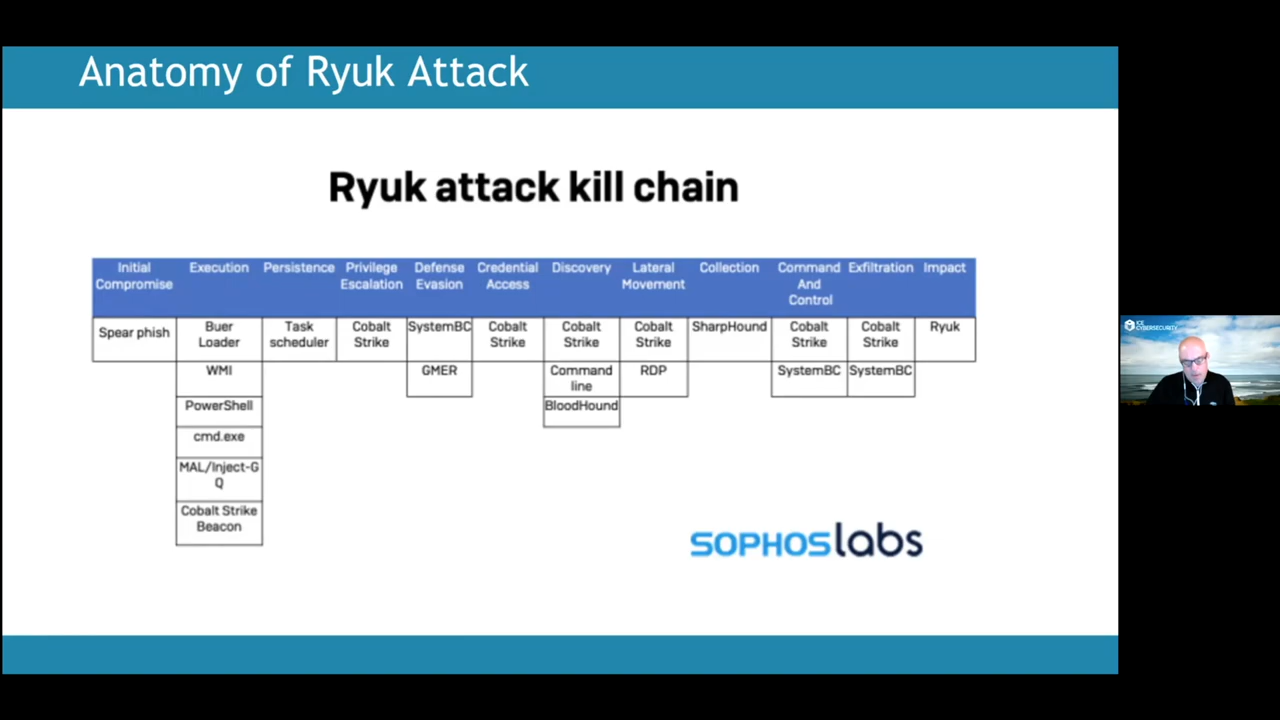 Anatomy of Ryuk Attack
Ryuk attack kill chain
Initial
Compromise
Execution
Persistence
Privilege
Escalation
Defense
Evasion
Credential
Access
Discovery
Lateral
Movement
Collection
Command
And
Control
Exfiltration
Impact
Spear phish
Buer
Loader
Task
scheduler
Cobalt
Strike
SystemBC
Cobalt
Strike
Cobalt
Strike
Cobalt
Strike
SharpHound
Cobalt
Strike
Cobalt
Strike
Ryuk
WMI
GMER
Command
line
RDP
SystemBC
SystemBC
PowerShell
BloodHound
cmd.exe
MAL/Inject-G
Q
Cobalt Strike
Beacon
SOPHOSlabs
ICE
CYBERSECURITY